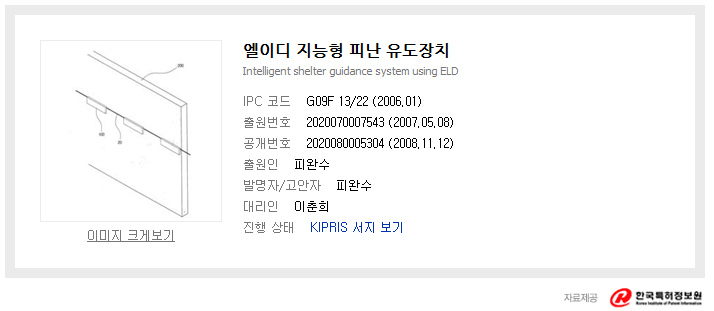 엘이디 지능형 피난 유도장치
Intelligent shelter guidance system using ELD
IPC 코드 G09F 13/22 (2006.01)
출원번호 2020070007543 (2007.05.08)
공개번호 2020080005304 (2008.11.12)
출원인 피완수
발명자/고안자 피완수
대리인 이춘희
진행 상태 KIPRIS 서지 보기
이미지 크게보기
자료제공 한국특허정보원
Korea Institute of Patent Information